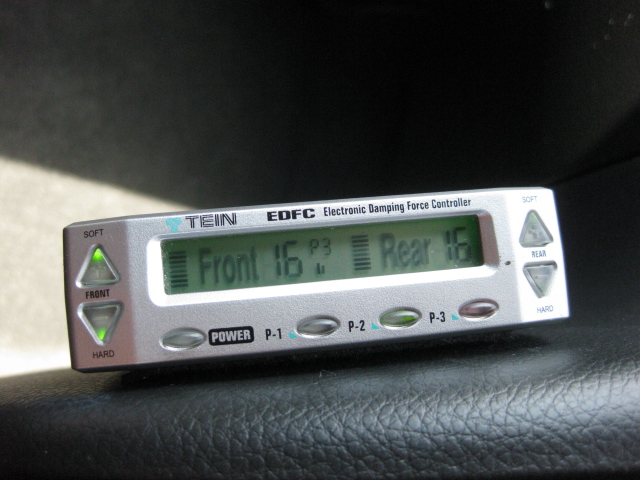 TEIN EDFC Electronic Damping Force Controller
SOFT
FRONT
HARD
Front 16 P3 Rear 16
SOFT
REAR
HARD
POWER P-1 P-2 P-3